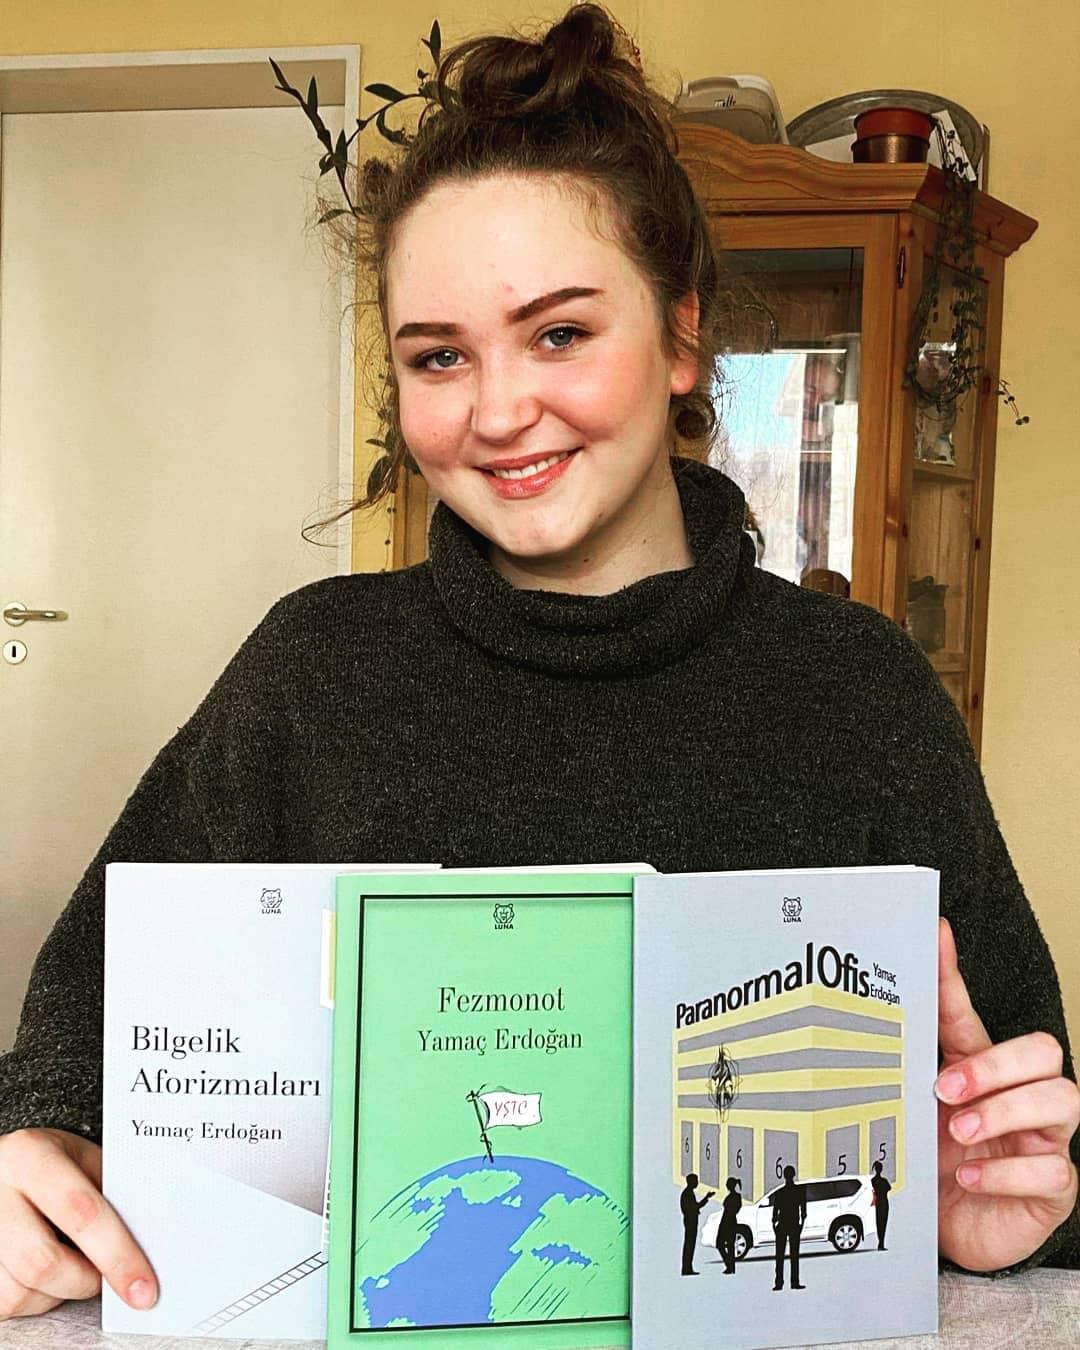 LUNA
Bilgelik
Aforizmaları
Yamaç Erdoğan
LUNA
Fezmonot
Yamaç Erdoğan
YŞTC
LUNA
Paranormal Ofis
Yamaç
Erdoğan
6 6 6 6 5 5